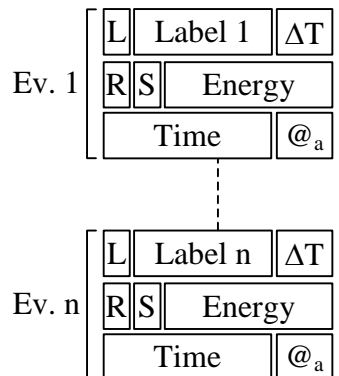 L Label 1 ΔT
Ev. 1 R S Energy
Time @a
L Label n ΔT
Ev. n R S Energy
Time @a